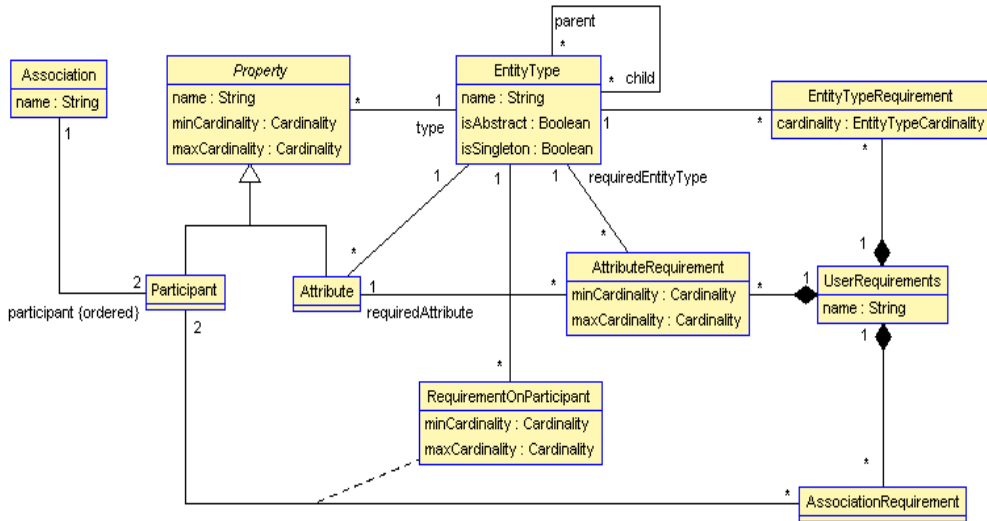 parent
*
* child
Association
name : String
1
Property
name : String
minCardinality : Cardinality
maxCardinality : Cardinality
*
1
type
EntityType
name : String
isAbstract : Boolean
isSingleton : Boolean
1
*
EntityTypeRequirement
cardinality : EntityTypeCardinality
*
1
1
1
requiredEntityType
*
*
1
2
Participant
participant {ordered}
2
Attribute
1
requiredAttribute
*
AttributeRequirement
minCardinality : Cardinality
maxCardinality : Cardinality
*
1
UserRequirements
name : String
1
*
RequirementOnParticipant
minCardinality : Cardinality
maxCardinality : Cardinality
*
*
AssociationRequirement